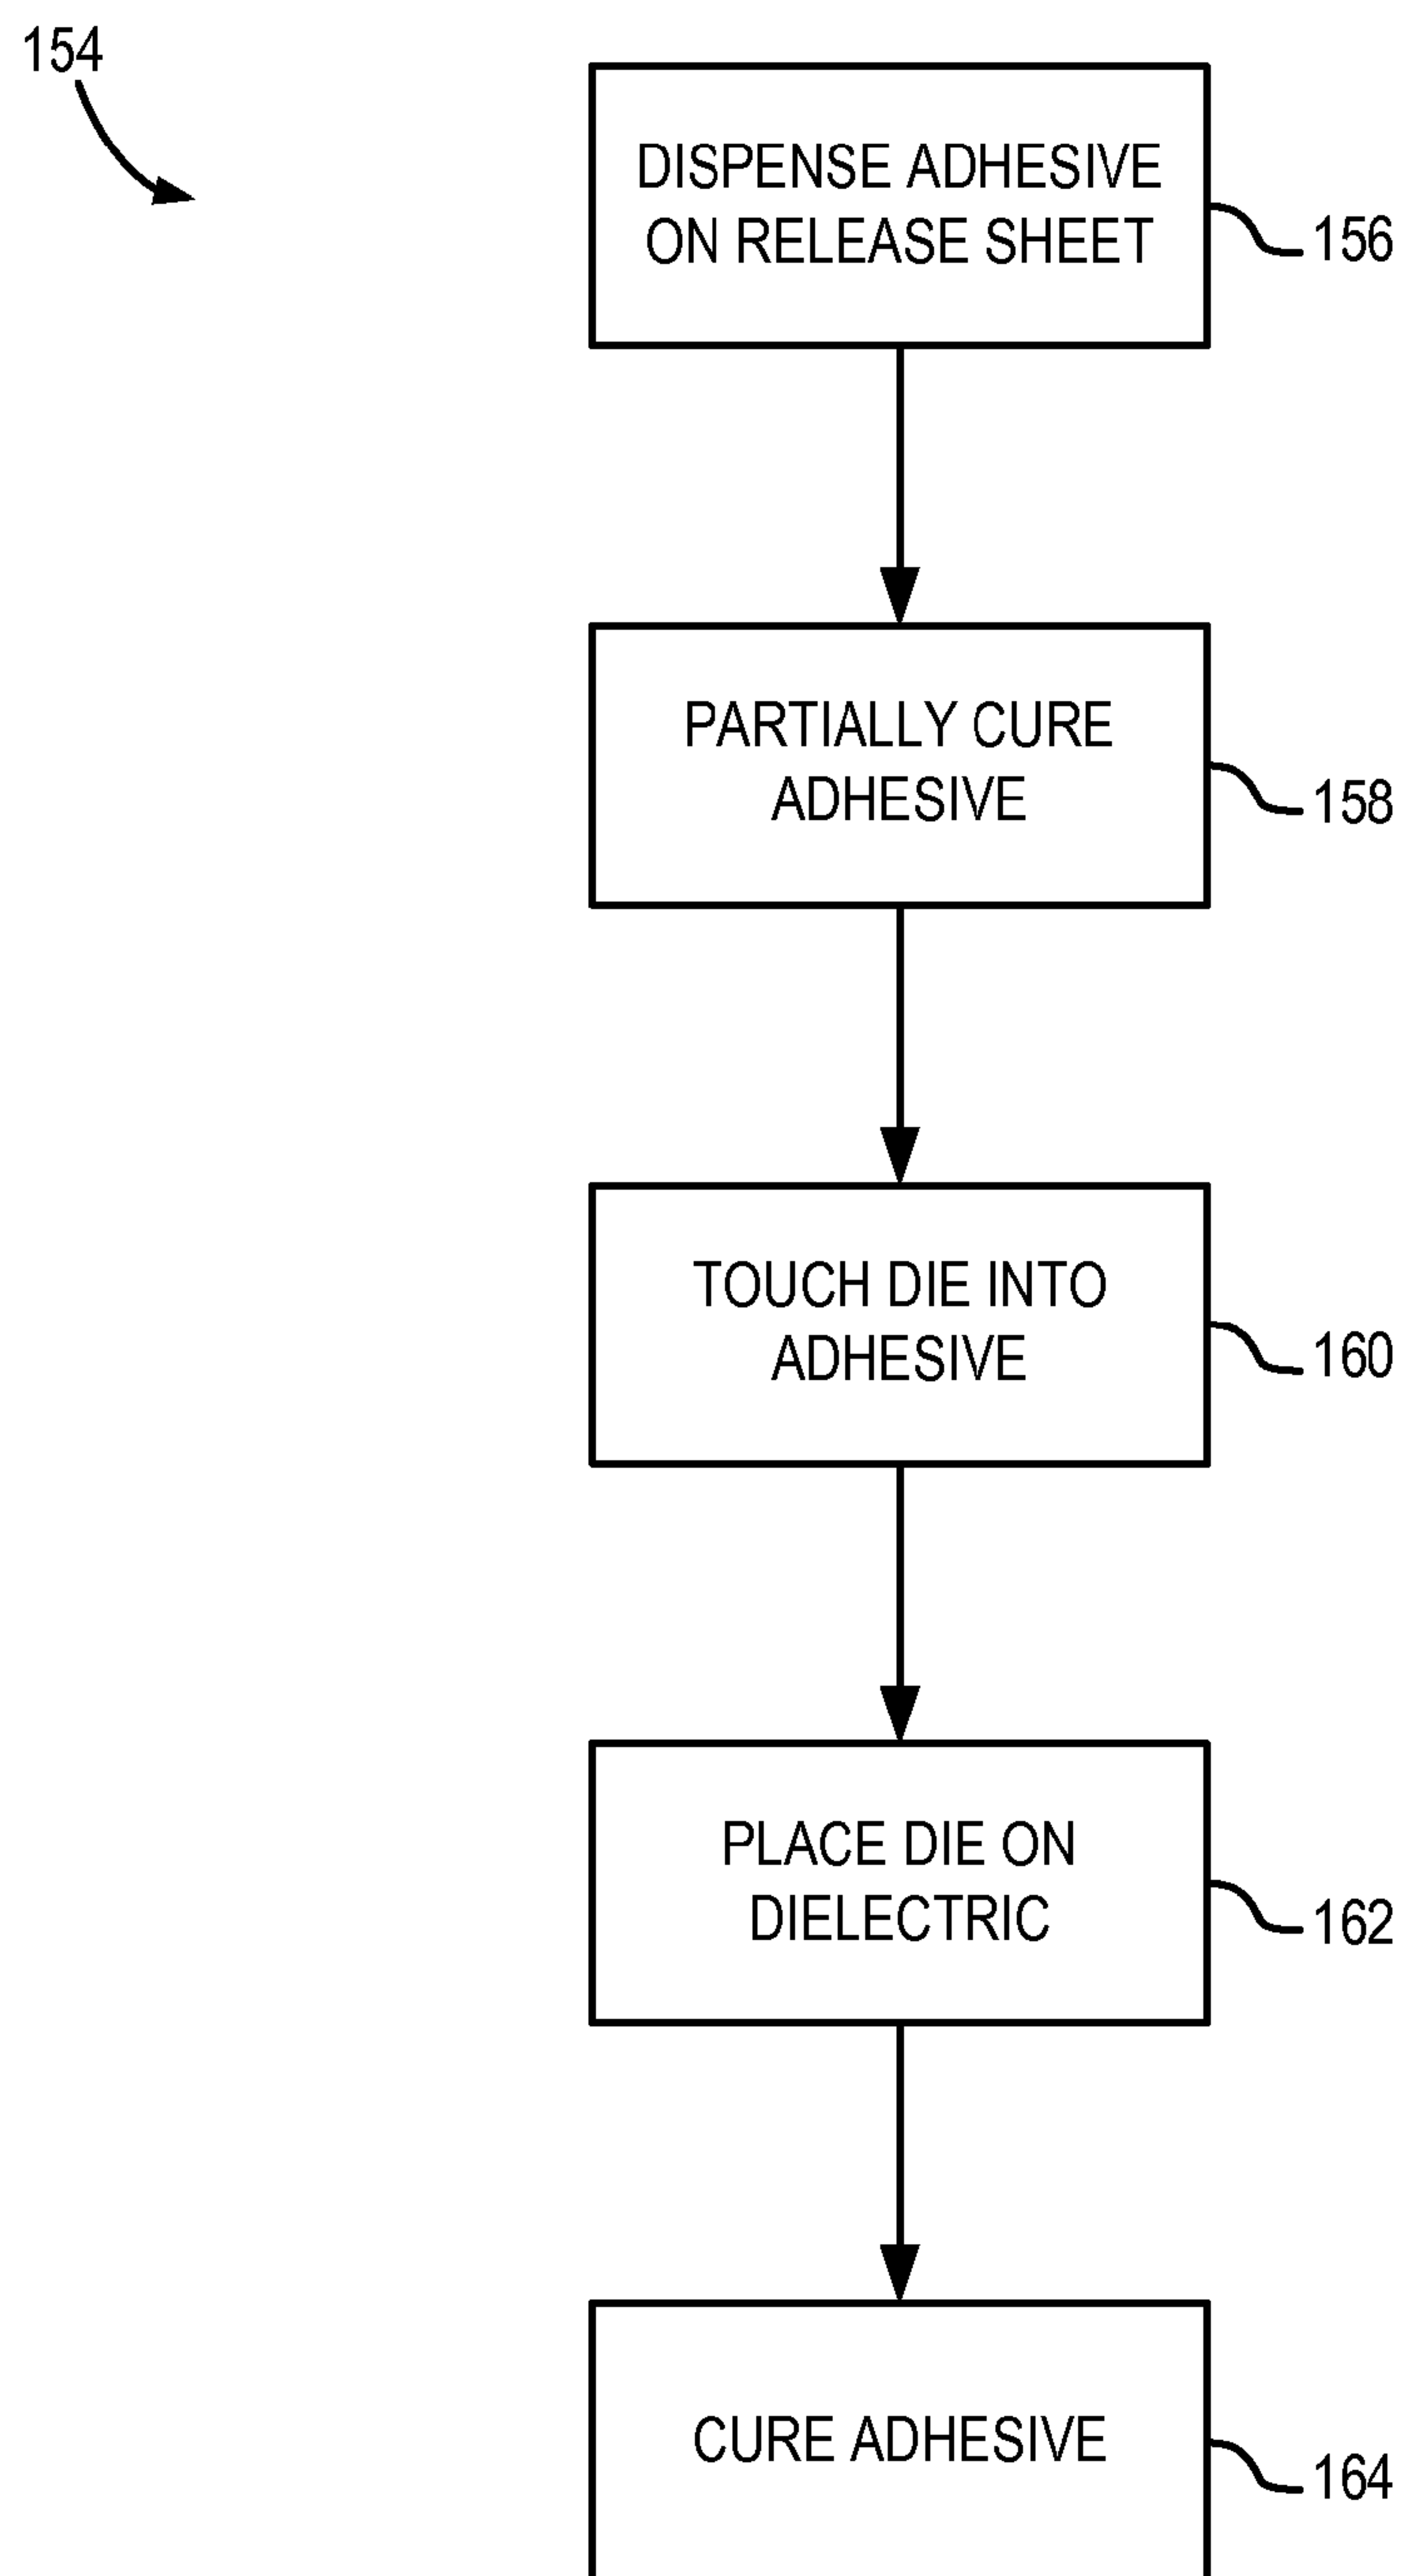 154
DISPENSE ADHESIVE
ON RELEASE SHEET
156
PARTIALLY CURE
ADHESIVE
158
TOUCH DIE INTO
ADHESIVE
160
PLACE DIE ON
DIELECTRIC
162
CURE ADHESIVE
164